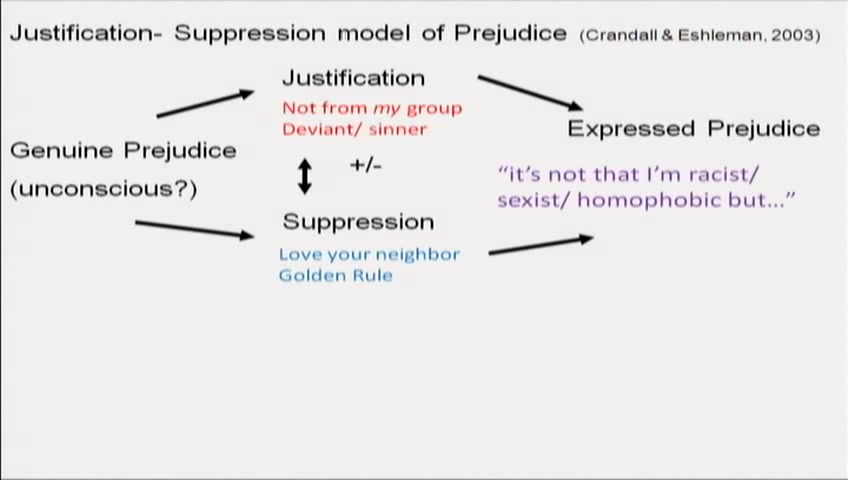 Justification- Suppression model of Prejudice (Crandall & Eshleman, 2003)
Justification
Not from my group
Deviant/ sinner
Expressed Prejudice
Genuine Prejudice
(unconscious?)
+/-
"it's not that I'm racist/
sexist/ homophobic but..."
Suppression
Love your neighbor
Golden Rule